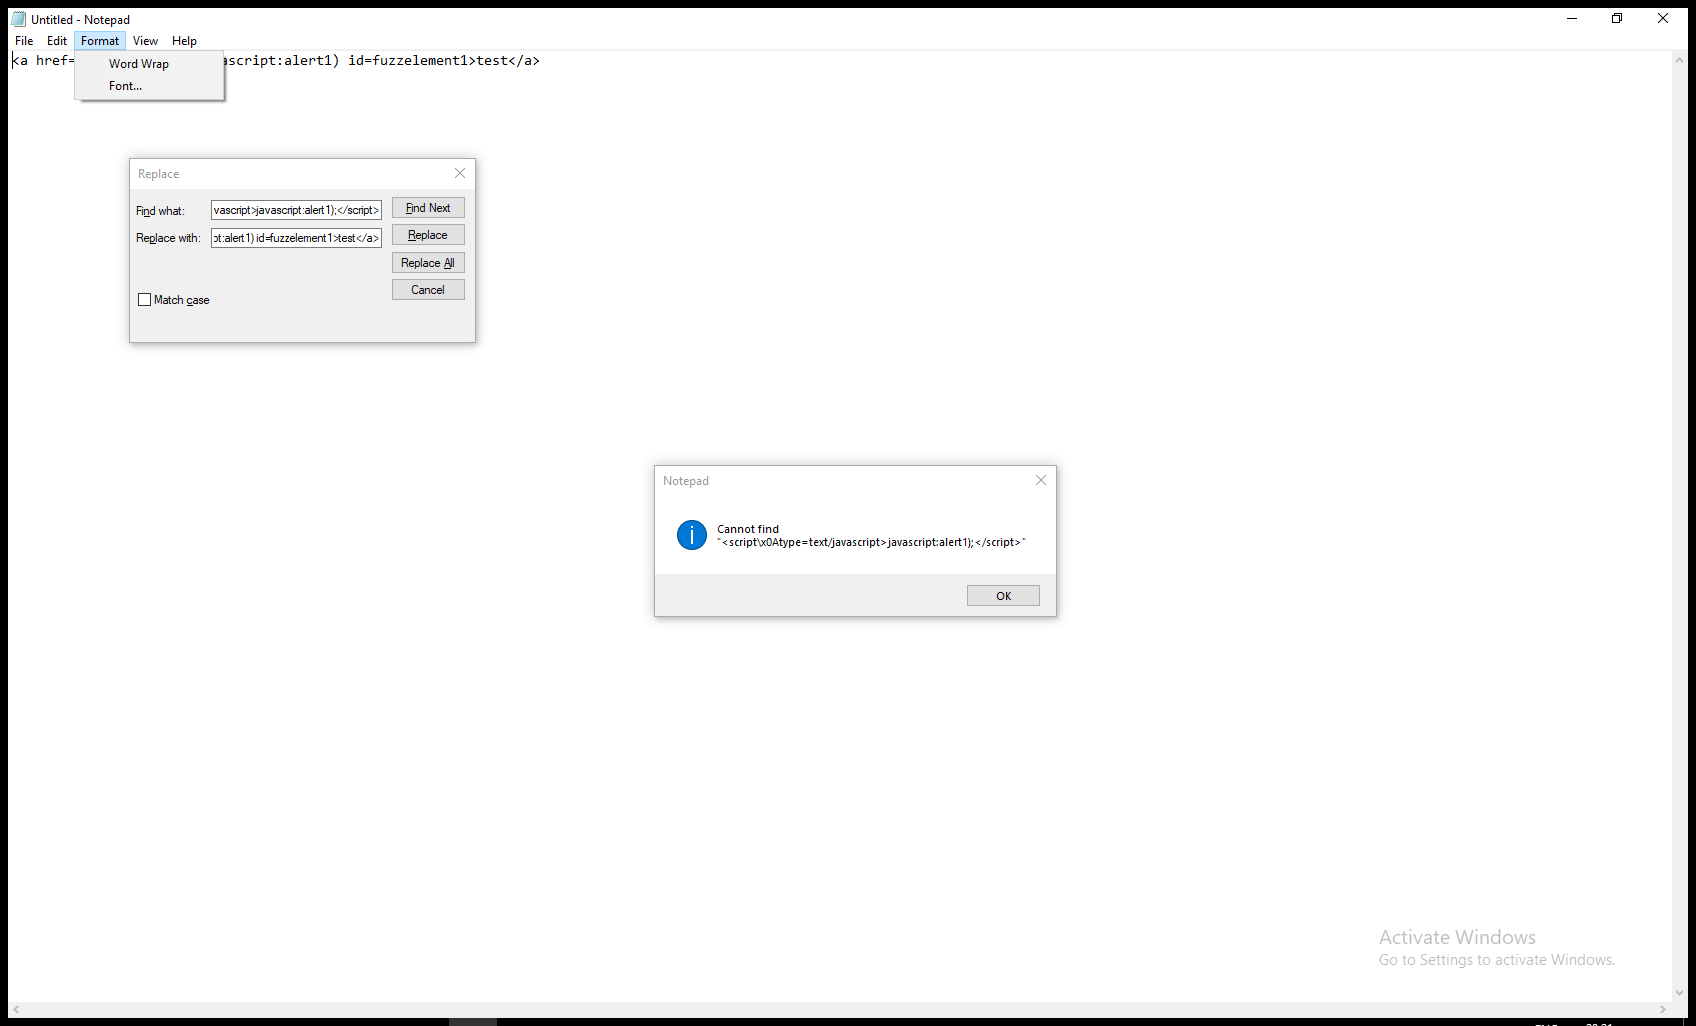 Untitled - Notepad
File Edit Format View Help
<a href= ascript:alert1) id=fuzzelement1>test</a>
Word Wrap
Font...
Replace
Find what: vascript>javascript:alert1);</script> Find Next
Replace with: pt:alert1) id=fuzzelement1>test</a> Replace
Replace All
Cancel
Match case
Notepad
Cannot find
"<script\x0Atype=text/javascript>javascript:alert1);</script>"
OK
Activate Windows
Go to Settings to activate Windows.